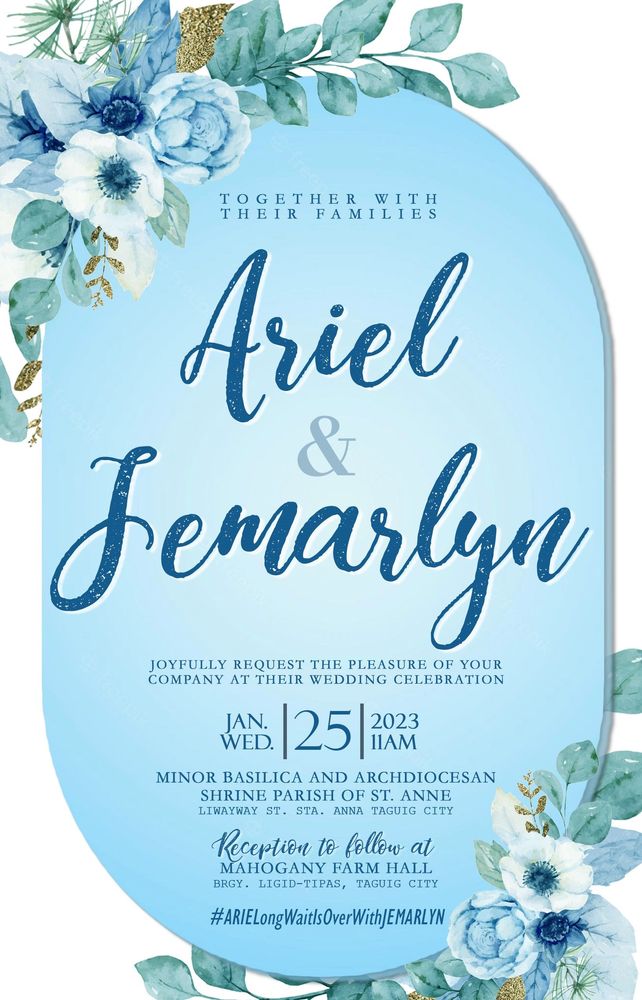 TOGETHER WITH
THEIR FAMILIES
Ariel
&
Jemarlyn
JOYFULLY REQUEST THE PLEASURE OF YOUR
COMPANY AT THEIR WEDDING CELEBRATION
JAN. WED. | 25 | 2023 11AM
MINOR BASILICA AND ARCHDIOCESAN
SHRINE PARISH OF ST. ANNE
LIWAYWAY ST. STA. ANNA TAGUIG CITY
Reception to follow at
MAHOGANY FARM HALL
BRGY. LIGID-TIPAS, TAGUIG CITY
#ARIELongWaitIsOverWithJEMARLYN